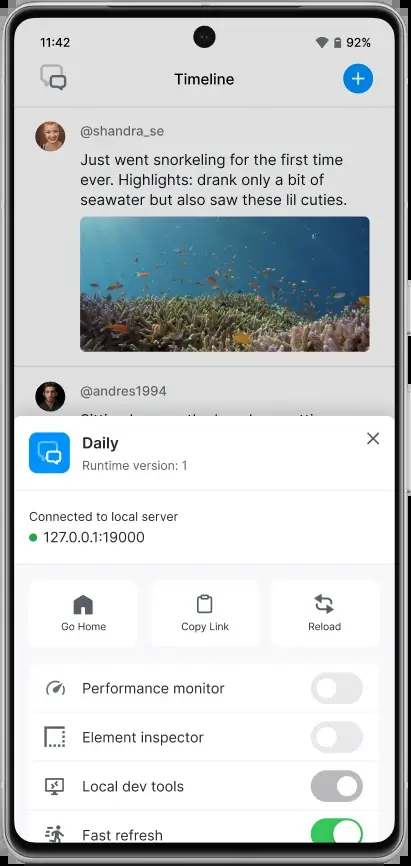 11:42
92%
Timeline
@shandra_se
Just went snorkeling for the first time
ever. Highlights: drank only a bit of
seawater but also saw these lil cuties.
@andres1994
Daily
Runtime version: 1
Connected to local server
127.0.0.1:19000
Go Home
Copy Link
Reload
Performance monitor
Element inspector
Local dev tools
Fast refresh